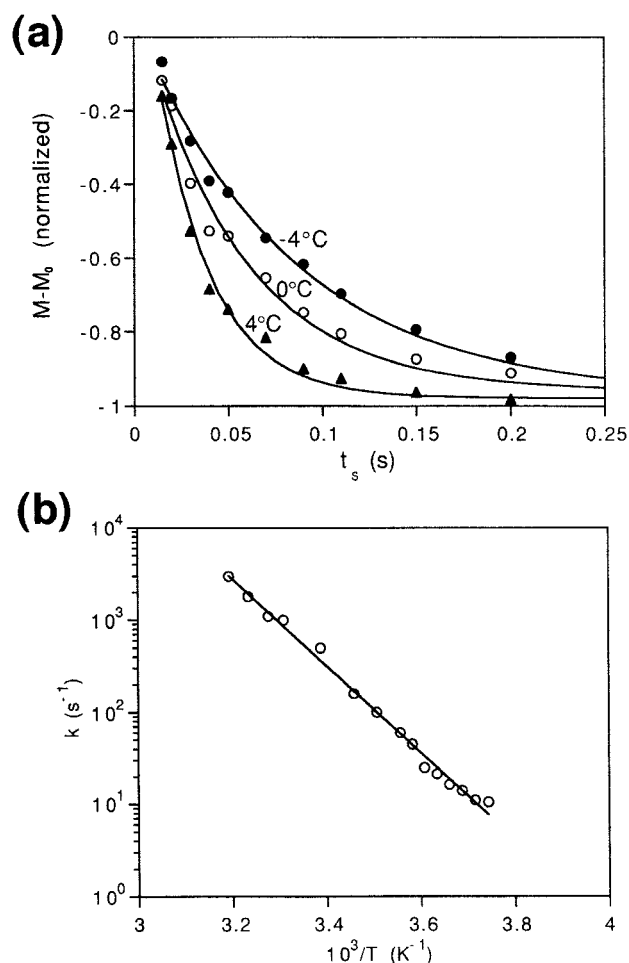 (a)
0
-0.2
-0.4
-0.6
-0.8
-1
M-M₀ (normalized)
-4°C
0°C
4°C
0
0.05
0.1
0.15
0.2
0.25
t_s (s)
(b)
10⁴
10³
10²
10¹
10⁰
k (s⁻¹)
3
3.2
3.4
3.6
3.8
4
10³/T (K⁻¹)